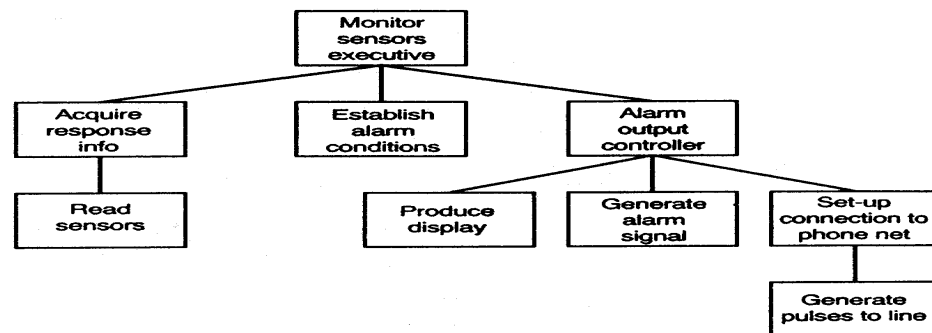 Monitor
sensors
executive
Acquire
response
info
Establish
alarm
conditions
Alarm
output
controller
Read
sensors
Produce
display
Generate
alarm
signal
Set-up
connection to
phone net
Generate
pulses to line